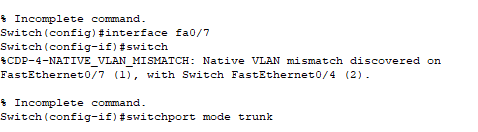 % Incomplete command.
Switch(config)#interface fa0/7
Switch(config-if)#switch
%CDP-4-NATIVE_VLAN_MISMATCH: Native VLAN mismatch discovered on
FastEthernet0/7 (1), with Switch FastEthernet0/4 (2).
% Incomplete command.
Switch(config-if)#switchport mode trunk